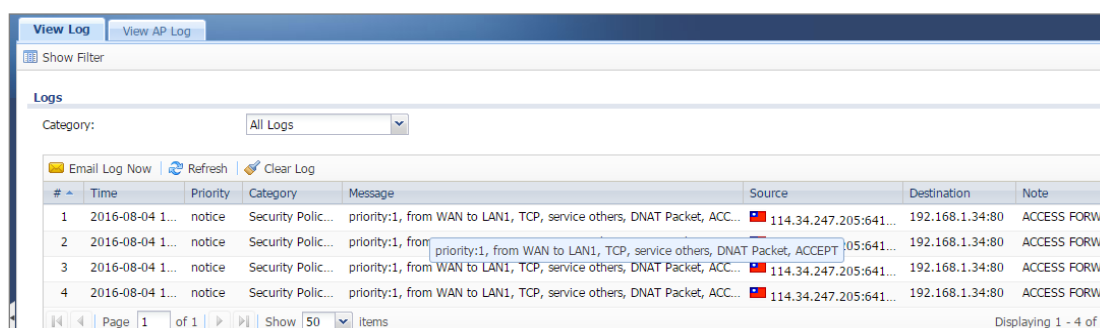 View Log View AP Log
Show Filter
Logs
Category: All Logs
Email Log Now Refresh Clear Log
# Time Priority Category Message Source Destination Note
1 2016-08-04 1... notice Security Polic... priority:1, from WAN to LAN1, TCP, service others, DNAT Packet, ACC... 114.34.247.205:641... 192.168.1.34:80 ACCESS FORW
2 2016-08-04 1... notice Security Polic... priority:1, from 05:641... 192.168.1.34:80 ACCESS FORW
priority:1, from WAN to LAN1, TCP, service others, DNAT Packet, ACCEPT
3 2016-08-04 1... notice Security Polic... priority:1, from WAN to LAN1, TCP, service others, DNAT Packet, ACC... 114.34.247.205:641... 192.168.1.34:80 ACCESS FORW
4 2016-08-04 1... notice Security Polic... priority:1, from WAN to LAN1, TCP, service others, DNAT Packet, ACC... 114.34.247.205:641... 192.168.1.34:80 ACCESS FORW
Page 1 of 1 Show 50 items Displaying 1 - 4 of